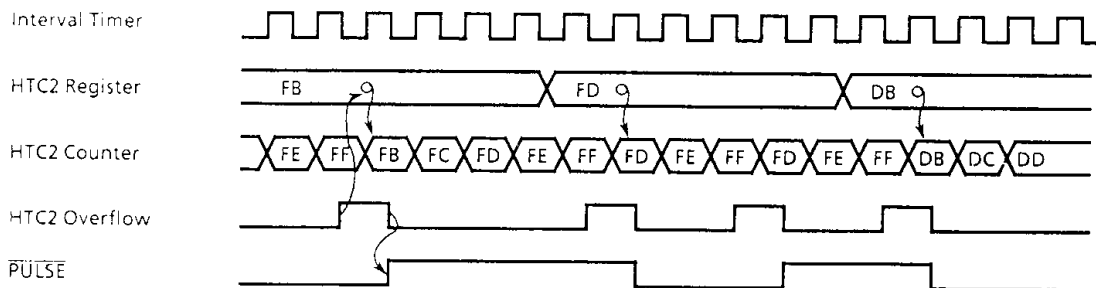 Interval Timer
HTC2 Register FB FD DB
HTC2 Counter FE FF FB FC FD FE FF FD FE FF FD FE FF DB DC DD
HTC2 Overflow
PULSE